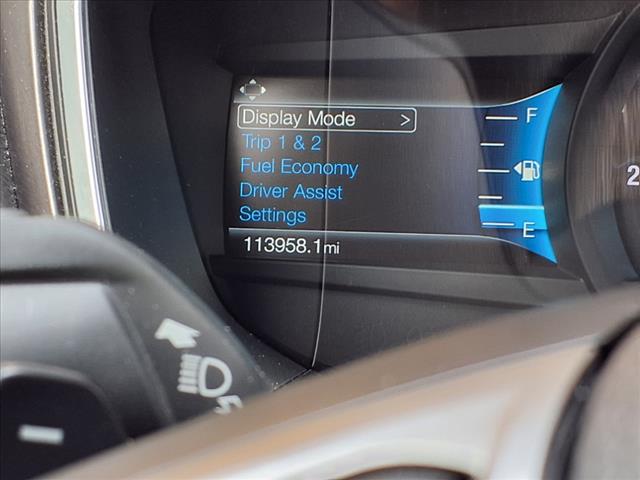 Display Mode >
Trip 1 & 2
Fuel Economy
Driver Assist
Settings
113958.1mi
F
E
2